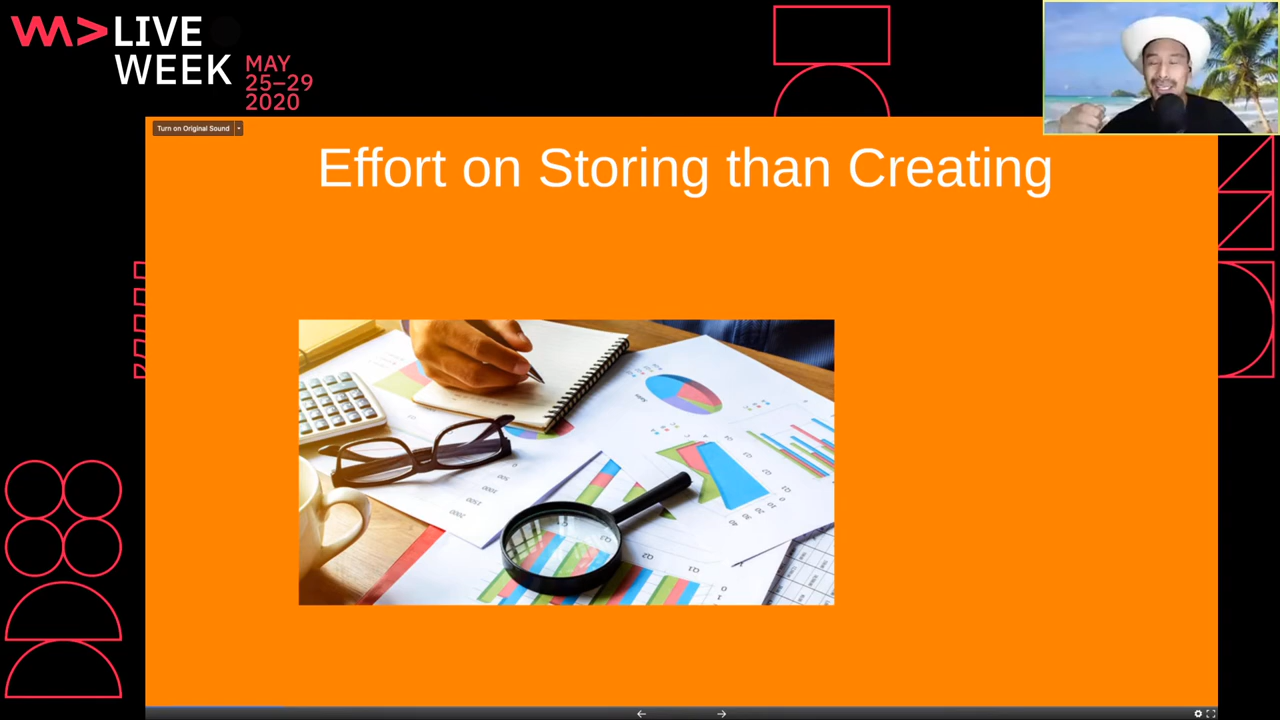 LIVE
WEEK
MAY
25–29
2020
Turn on Original Sound
Effort on Storing than Creating